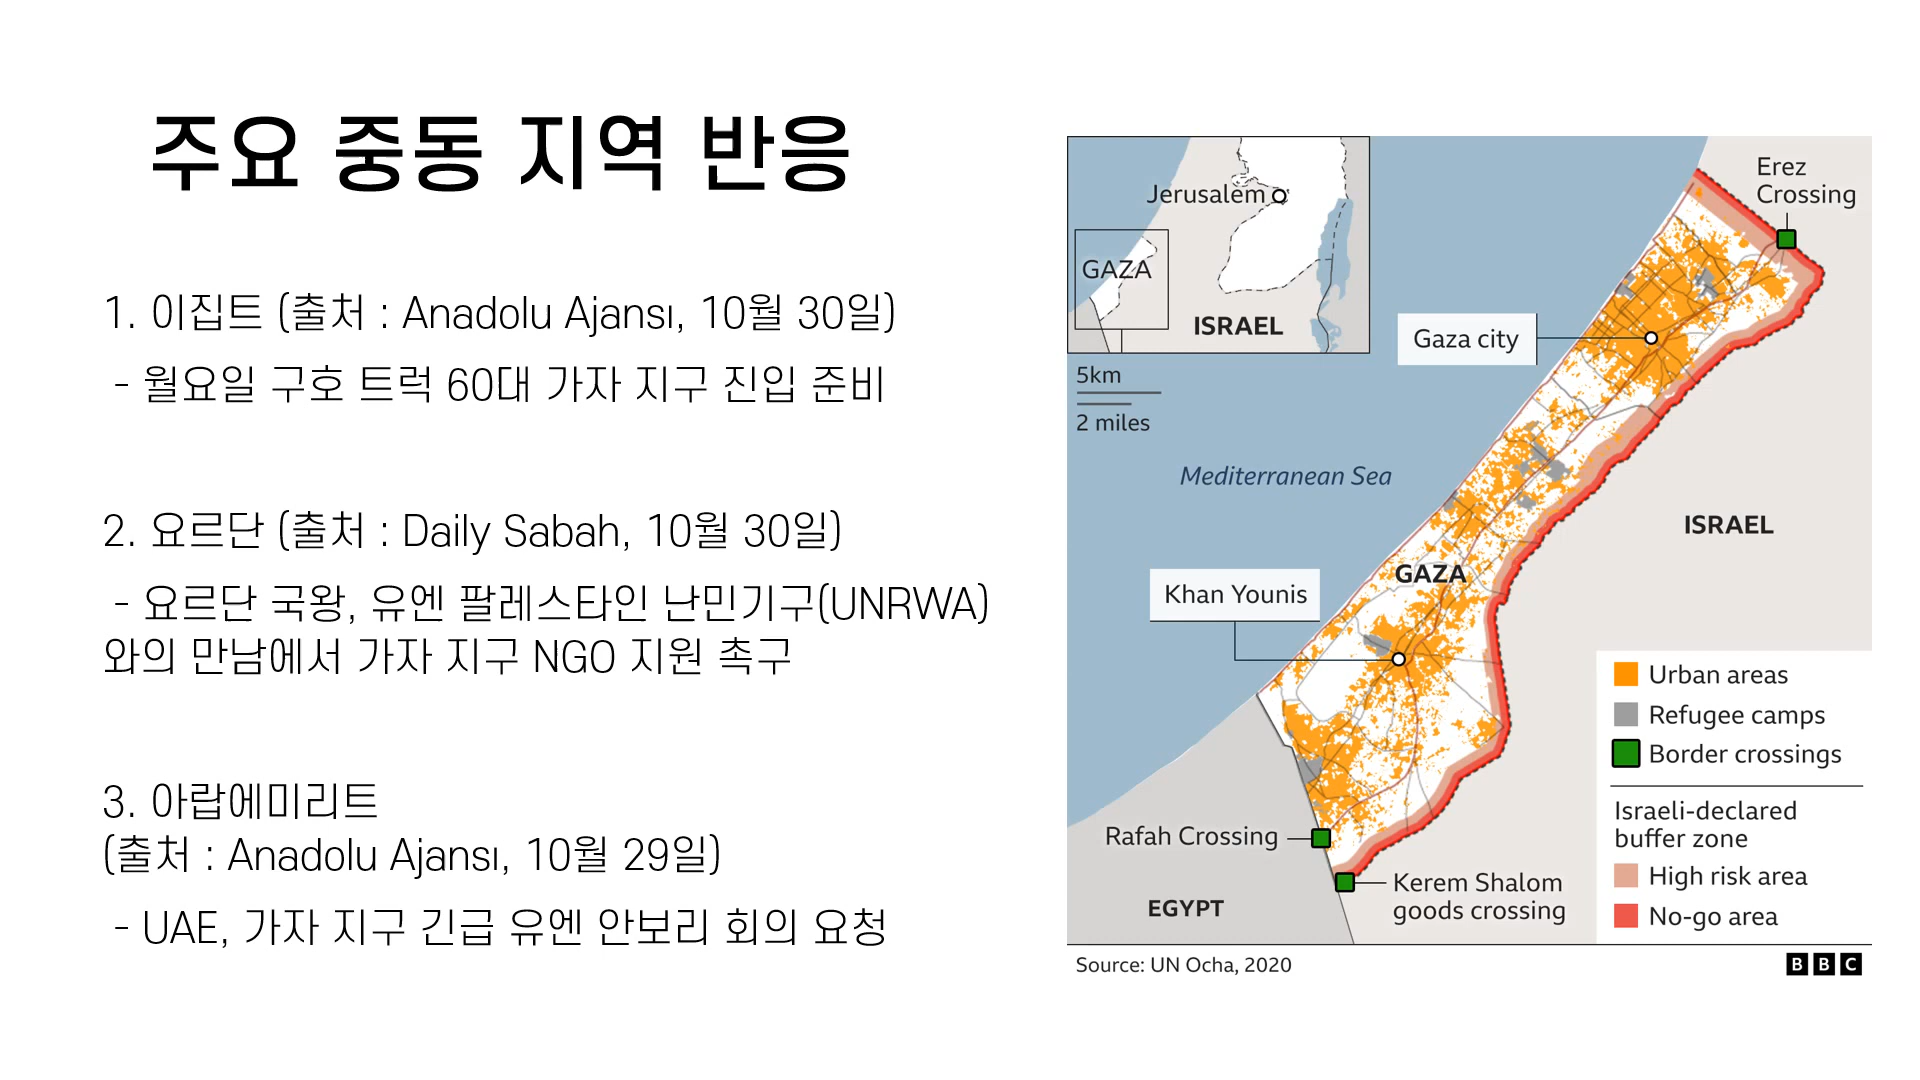 주요 중동 지역 반응
1. 이집트 (출처 : Anadolu Ajansı, 10월 30일)
- 월요일 구호 트럭 60대 가자 지구 진입 준비
2. 요르단 (출처 : Daily Sabah, 10월 30일)
- 요르단 국왕, 유엔 팔레스타인 난민기구(UNRWA)
와의 만남에서 가자 지구 NGO 지원 촉구
3. 아랍에미리트
(출처 : Anadolu Ajansı, 10월 29일)
- UAE, 가자 지구 긴급 유엔 안보리 회의 요청
Jerusalem
GAZA
ISRAEL
5km
2 miles
Erez
Crossing
Gaza city
Mediterranean Sea
ISRAEL
GAZA
Khan Younis
Rafah Crossing
EGYPT
Kerem Shalom
goods crossing
Urban areas
Refugee camps
Border crossings
Israeli-declared
buffer zone
High risk area
No-go area
Source: UN Ocha, 2020
BBC